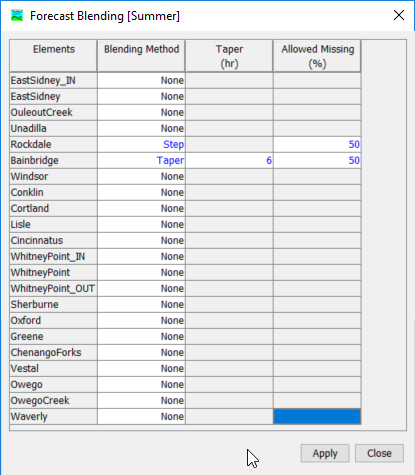 Forecast Blending [Summer]
Elements Blending Method Taper (hr) Allowed Missing (%)
EastSidney_IN None
EastSidney None
OuleoutCreek None
Unadilla None
Rockdale Step 50
Bainbridge Taper 6 50
Windsor None
Conklin None
Cortland None
Lisle None
Cincinnatus None
WhitneyPoint_IN None
WhitneyPoint None
WhitneyPoint_OUT None
Sherburne None
Oxford None
Greene None
ChenangoForks None
Vestal None
Owego None
OwegoCreek None
Waverly None
Apply Close